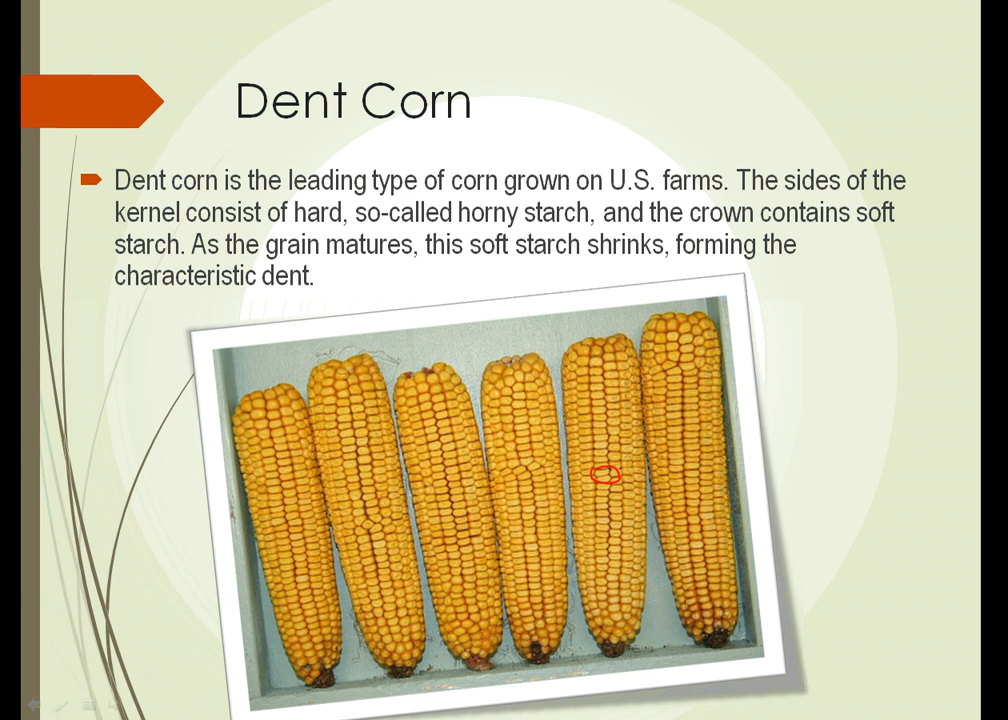 Dent Corn
Dent corn is the leading type of corn grown on U.S. farms. The sides of the
kernel consist of hard, so-called horny starch, and the crown contains soft
starch. As the grain matures, this soft starch shrinks, forming the
characteristic dent.